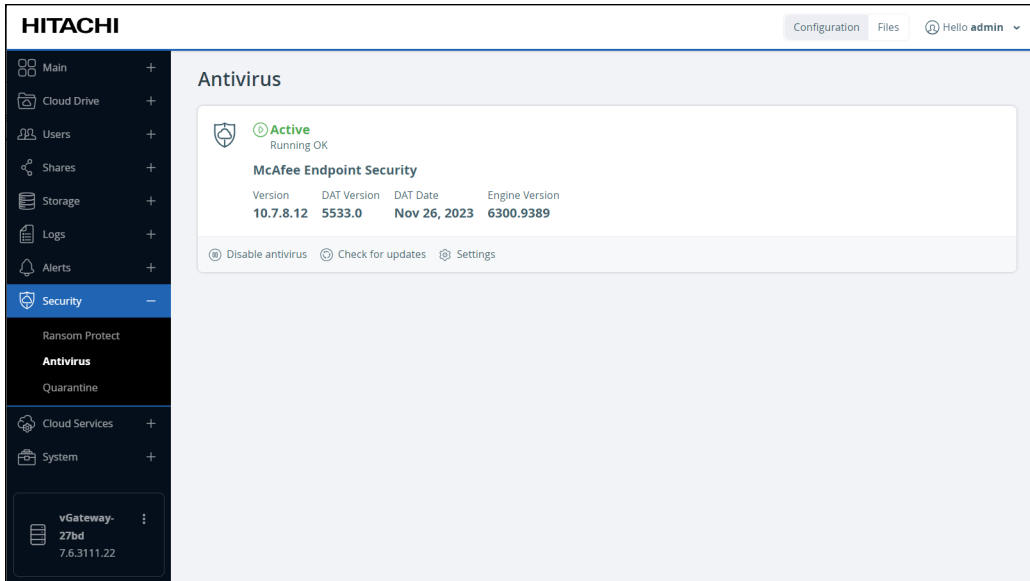 HITACHI
Configuration Files Hello admin
Main
Cloud Drive
Users
Shares
Storage
Logs
Alerts
Security
Ransom Protect
Antivirus
Quarantine
Cloud Services
System
vGateway-
27bd
7.6.3111.22
Antivirus
Active
Running OK
McAfee Endpoint Security
Version DAT Version DAT Date Engine Version
10.7.8.12 5533.0 Nov 26, 2023 6300.9389
Disable antivirus Check for updates Settings